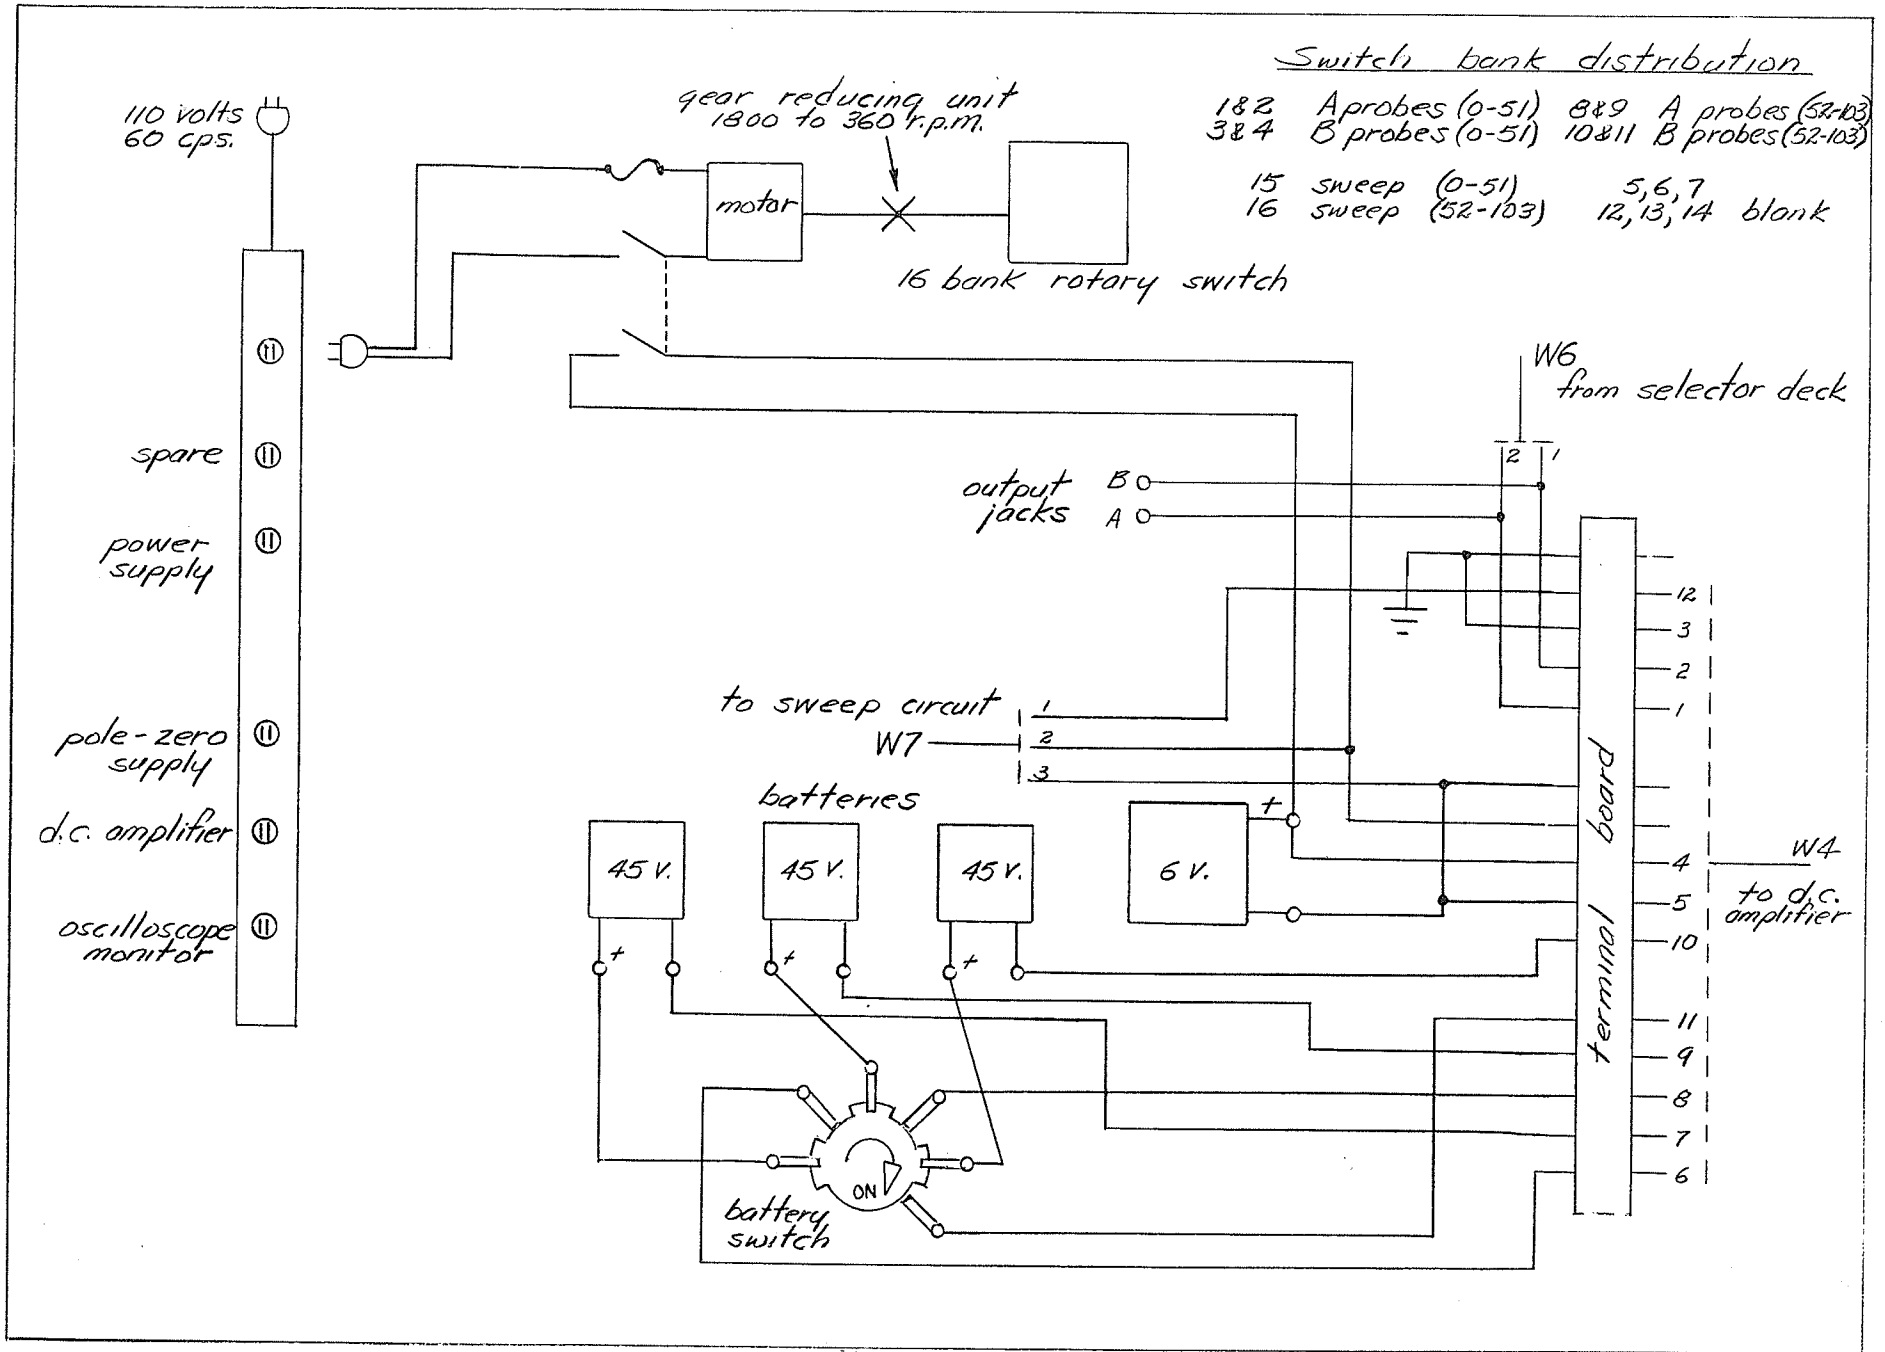 Switch bank distribution
1&2 A probes (0-51) 8&9 A probes (52-103)
3&4 B probes (0-51) 10&11 B probes (52-103)
15 sweep (0-51) 5,6,7
16 sweep (52-103) 12,13,14 blank
110 volts
60 cps.
gear reducing unit
1800 to 360 r.p.m.
motor
16 bank rotary switch
spare
power
supply
pole-zero
supply
d.c. amplifier
oscilloscope
monitor
W6
from selector deck
2 1
output
jacks
B
A
12
3
2
1
to sweep circuit
W7
1
2
3
batteries
45 V.
+
45 V.
+
45 V.
+
6 V.
+
terminal board
4
5
10
11
9
8
7
6
W4
to d.c.
amplifier
ON
battery
switch